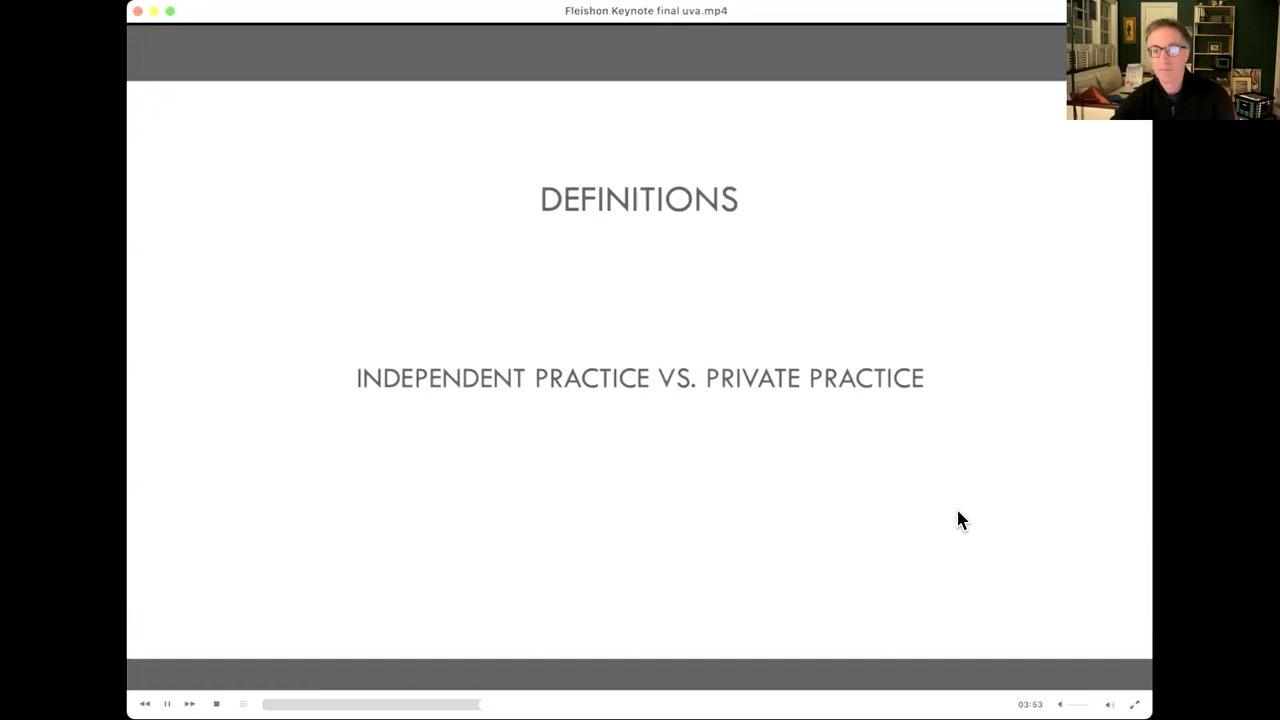 Fleishon Keynote final uva.mp4
DEFINITIONS
INDEPENDENT PRACTICE VS. PRIVATE PRACTICE
03:53